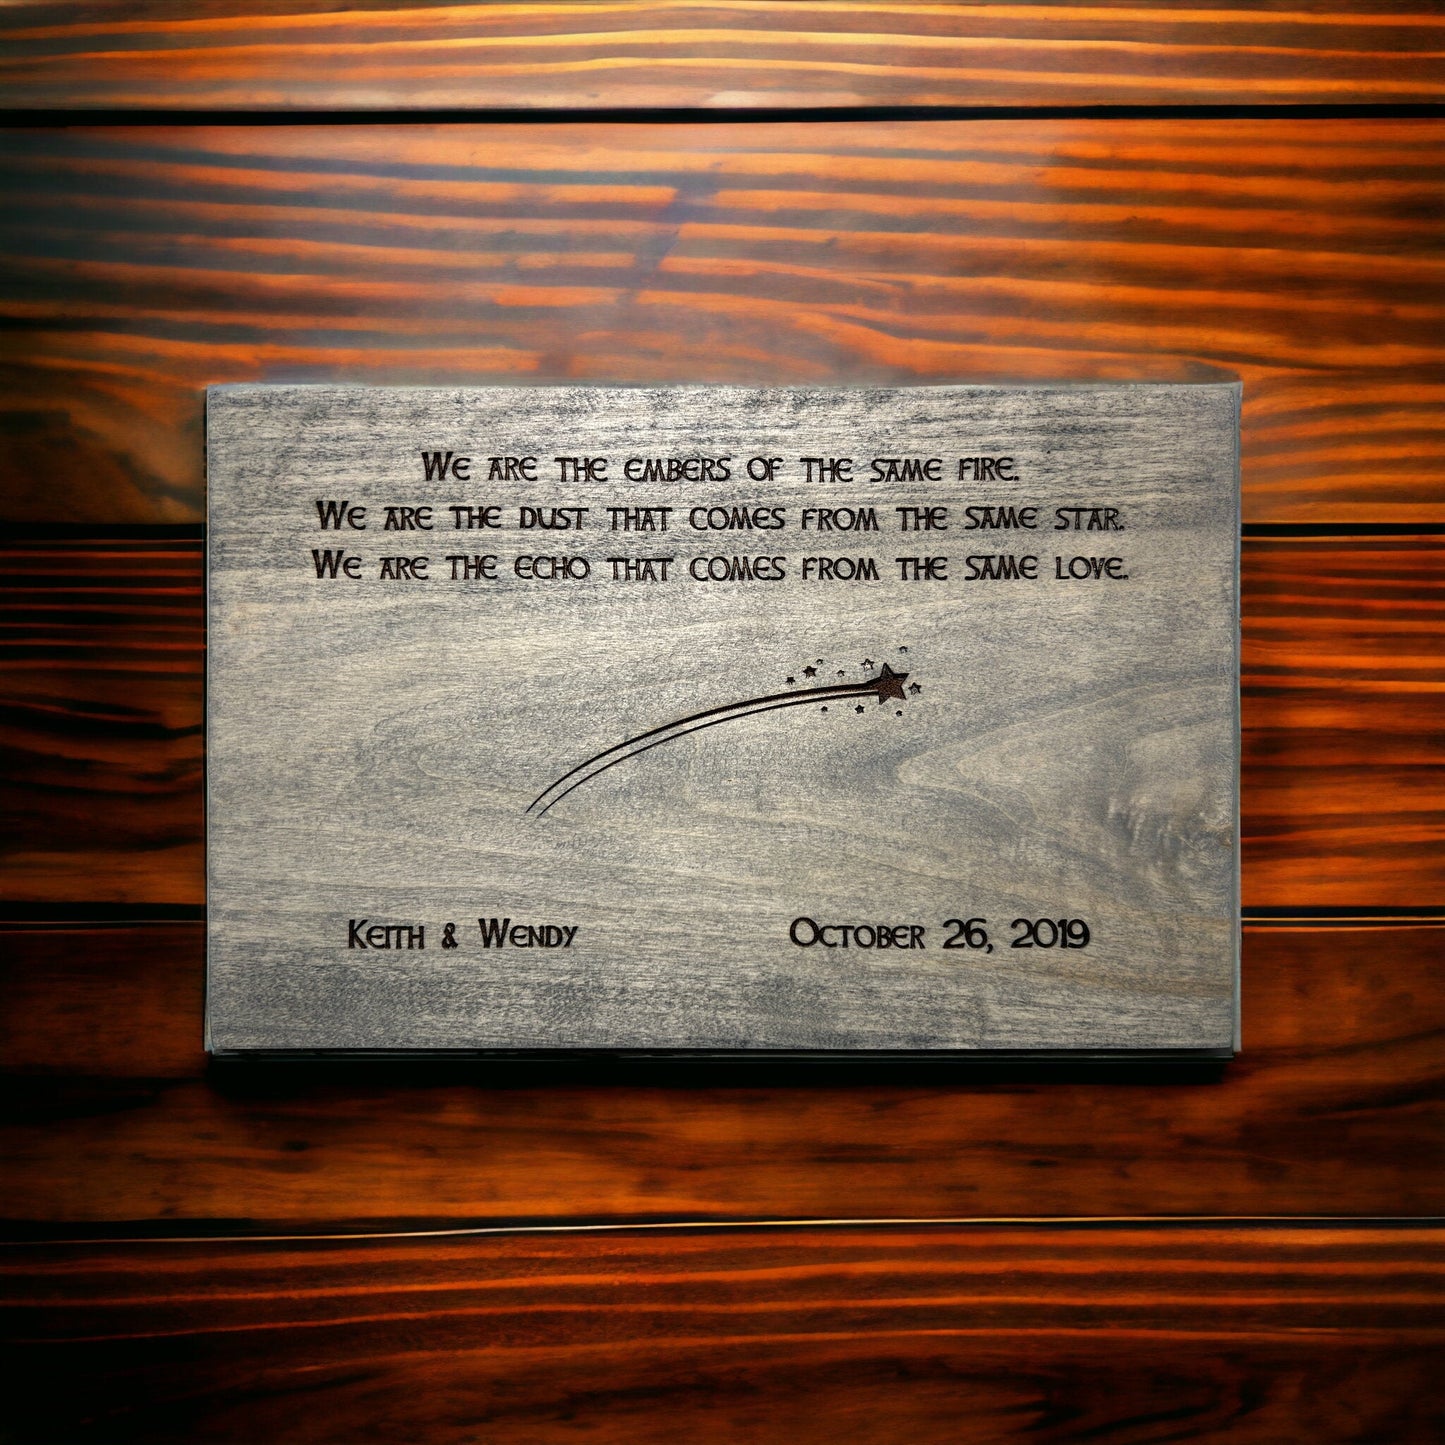 We are the embers of the same fire.
We are the dust that comes from the same star.
We are the echo that comes from the same love.
Keith & Wendy
October 26, 2019